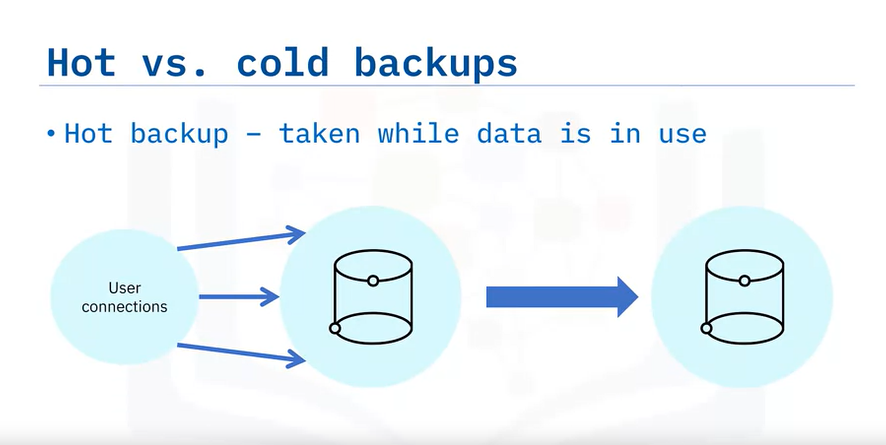 Hot vs. cold backups
• Hot backup – taken while data is in use
User
connections